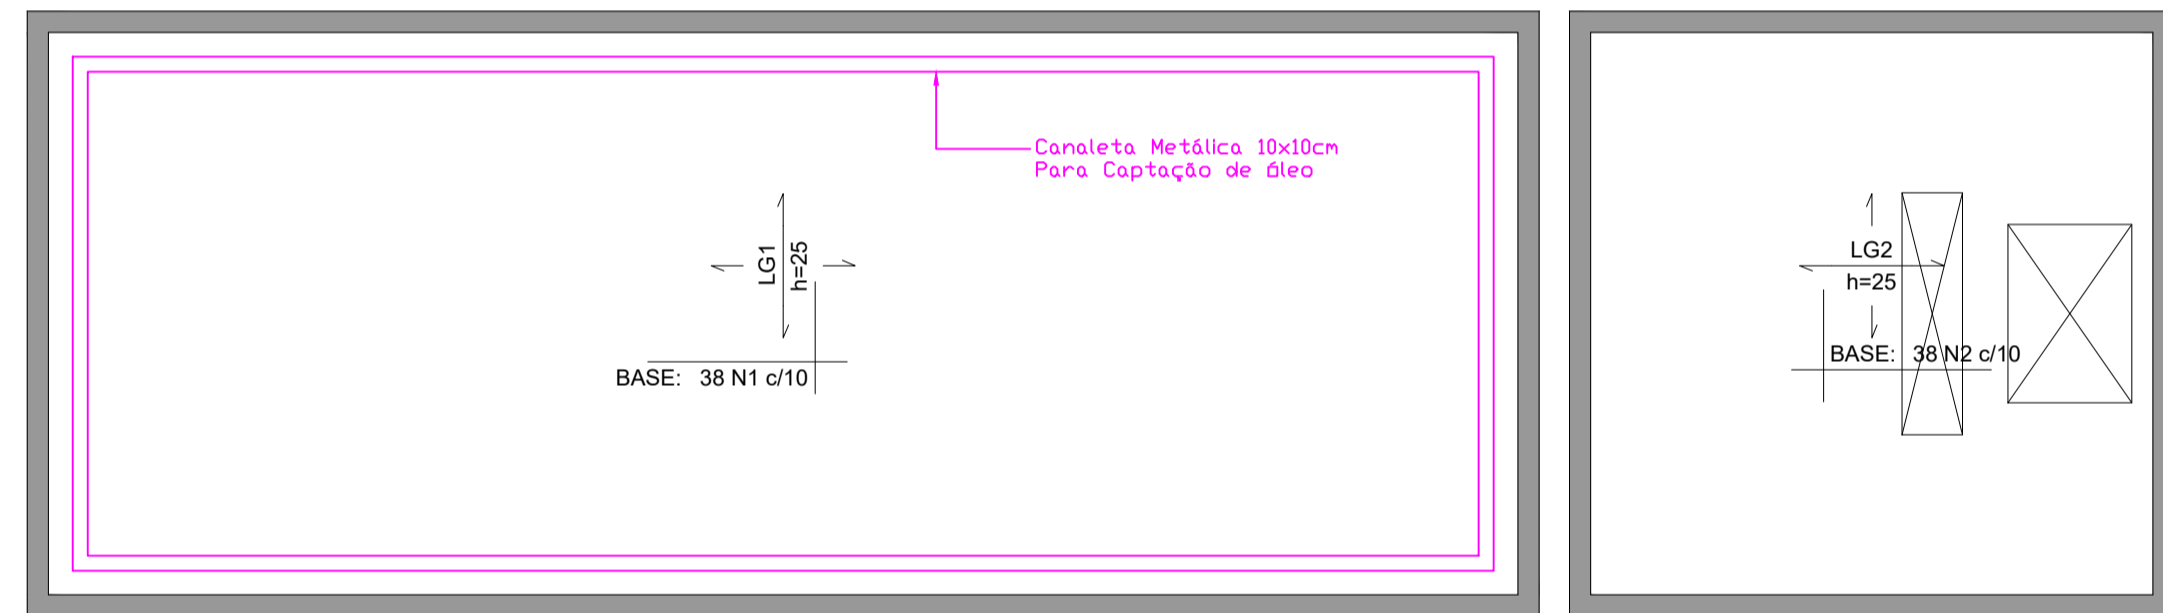 Canaleta Metálica 10x10cm
Para Captação de óleo
LG1
h=25
BASE: 38 N1 c/10
LG2
h=25
BASE: 38 N2 c/10